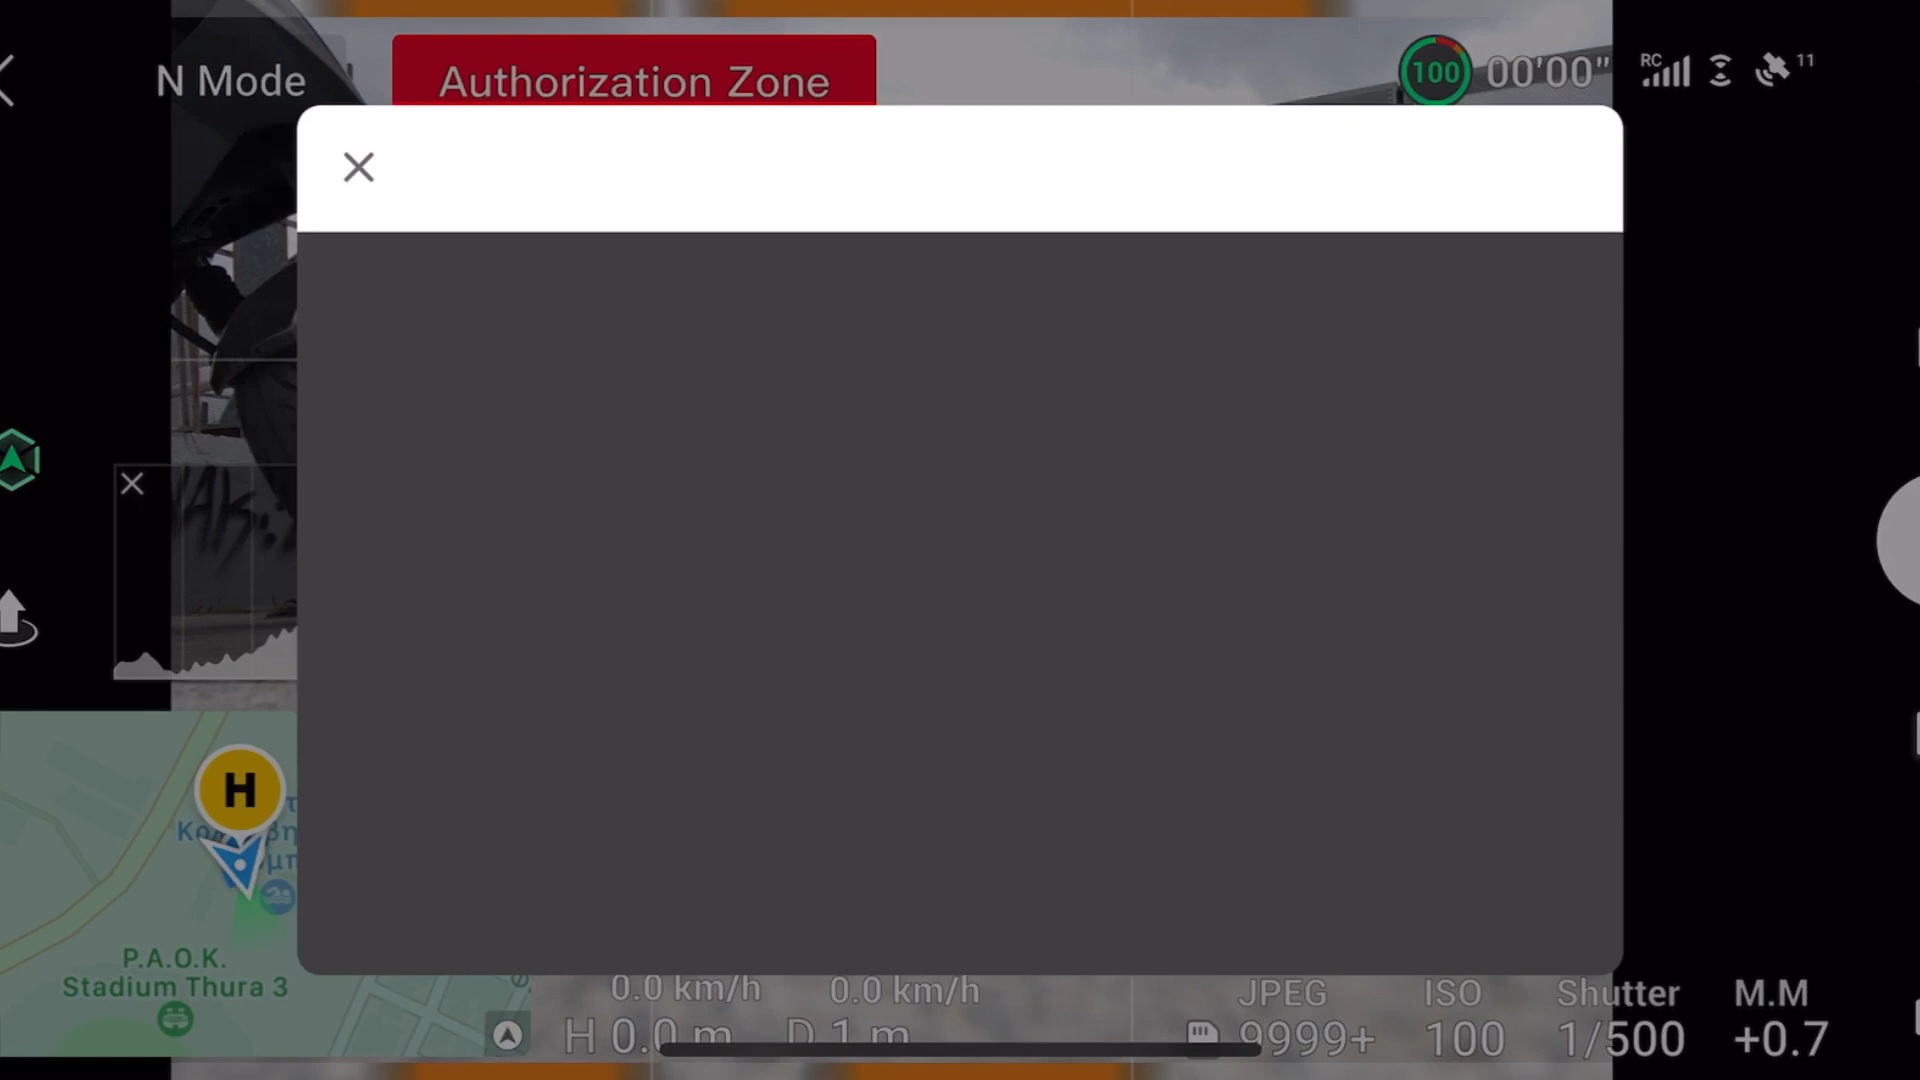 N Mode
Authorization Zone
100
00'00"
RC
11
H
P.A.O.K.
Stadium Thura 3
0.0 km/h
0.0 km/h
H 0.0 m
D 1 m
JPEG
9999+
ISO
100
Shutter
1/500
M.M
+0.7